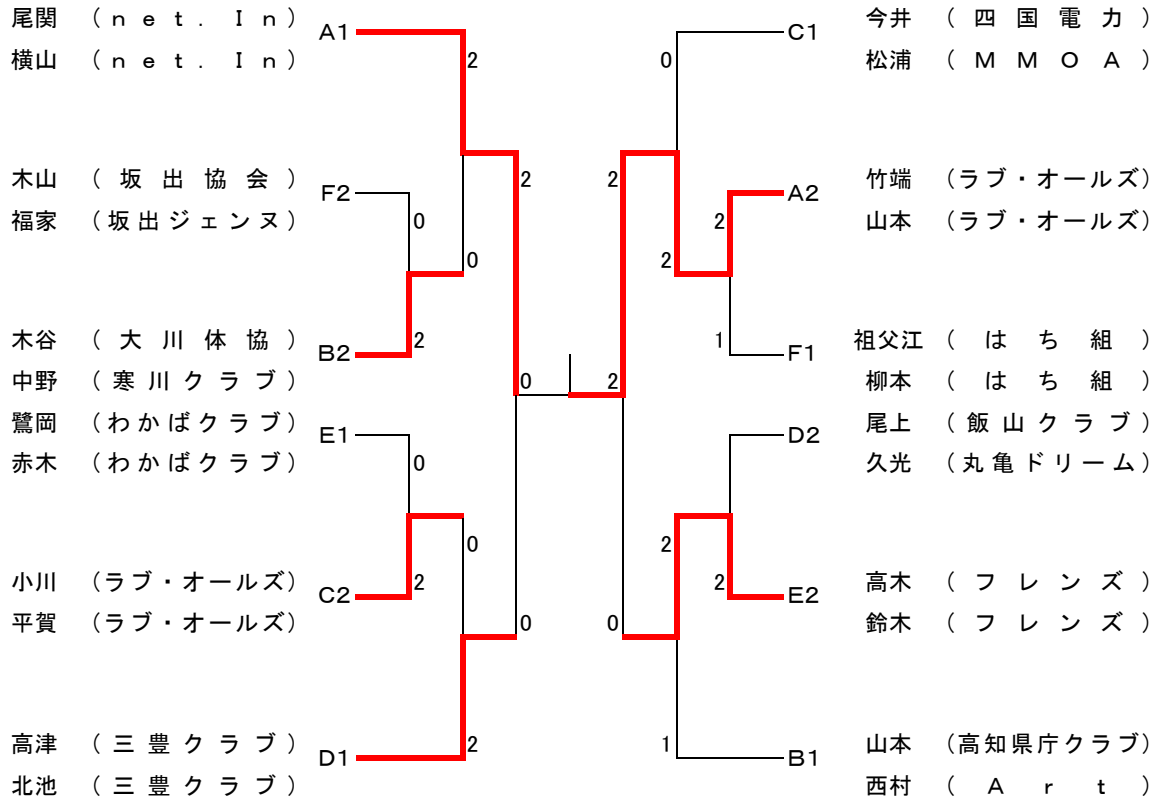 尾関 (net. In) A1
横山 (net. In)
2
木山 (坂出協会) F2
福家 (坂出ジェンヌ)
0
2
0
木谷 (大川体協) B2
中野 (寒川クラブ)
2
0
鷺岡 (わかばクラブ) E1
赤木 (わかばクラブ)
0
0
小川 (ラブ・オールズ) C2
平賀 (ラブ・オールズ)
2
0
高津 (三豊クラブ) D1
北池 (三豊クラブ)
2
C1 今井 (四国電力)
松浦 (MMOA)
0
2
A2 竹端 (ラブ・オールズ)
山本 (ラブ・オールズ)
2
2
F1 祖父江 (はち組)
柳本 (はち組)
1
2
D2 尾上 (飯山クラブ)
久光 (丸亀ドリーム)
2
E2 高木 (フレンズ)
鈴木 (フレンズ)
2
0
B1 山本 (高知県庁クラブ)
西村 (Art)
1